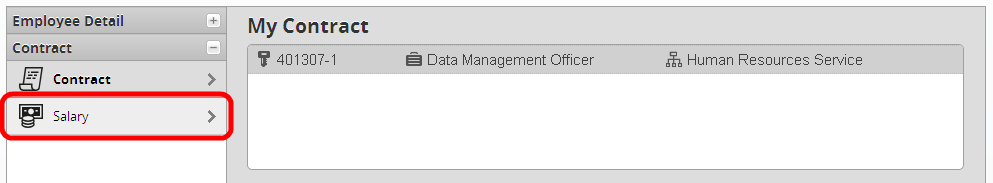 Employee Detail
Contract
Contract
Salary
My Contract
401307-1 Data Management Officer Human Resources Service